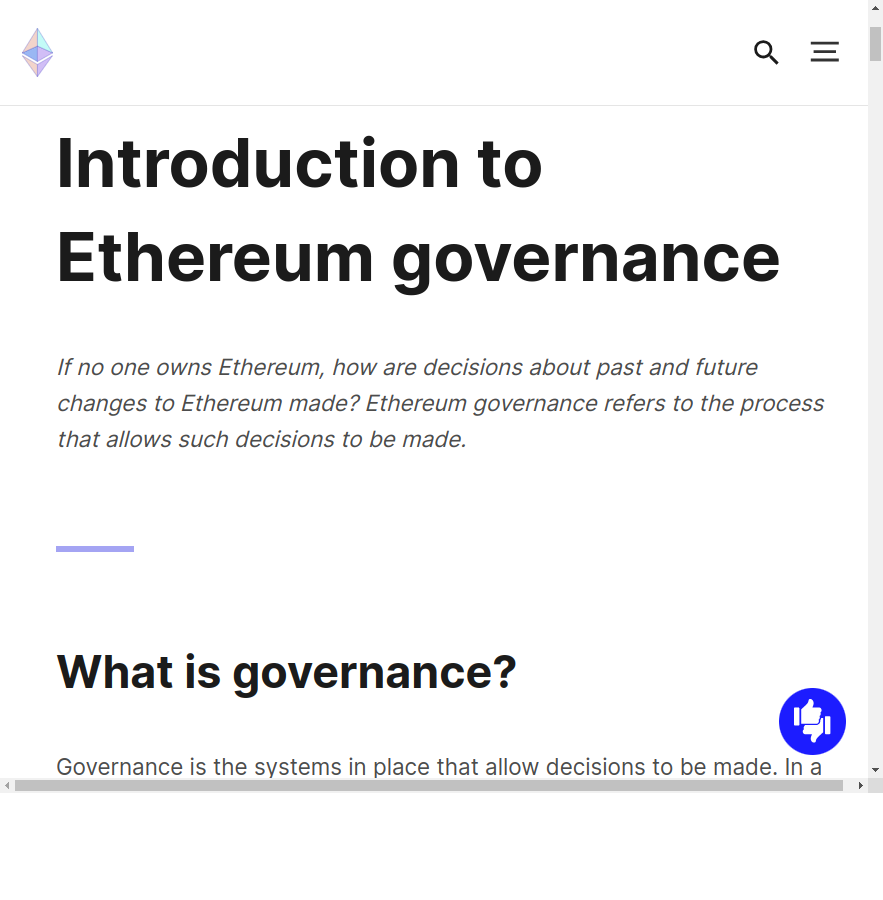 Introduction to
Ethereum governance
If no one owns Ethereum, how are decisions about past and future
changes to Ethereum made? Ethereum governance refers to the process
that allows such decisions to be made.
What is governance?
Governance is the systems in place that allow decisions to be made. In a